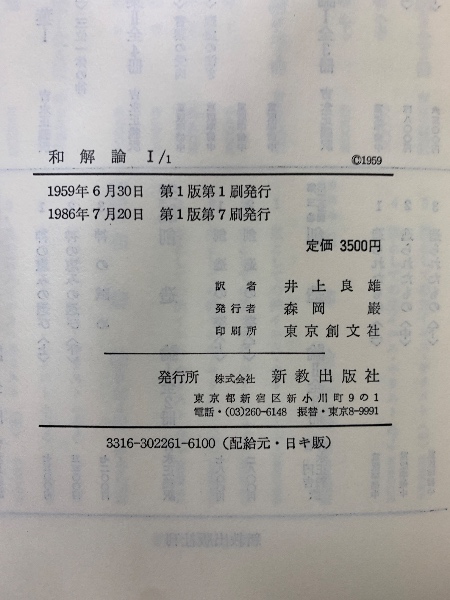 和解論 Ⅰ/1 ©1959
1959年6月30日 第1版第1刷発行
1986年7月20日 第1版第7刷発行
定価 3500円
訳者 井上良雄
発行者 森岡巌
印刷所 東京創文社
発行所 株式会社 新教出版社
東京都新宿区新小川町9の1
電話・(03)260-6148 振替・東京8-9991
3316-302261-6100(配給元・日キ販)